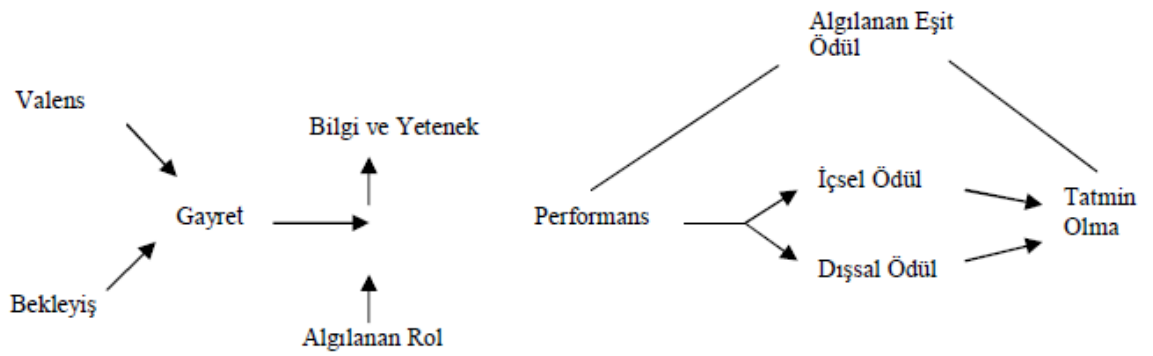 Algılanan Eşit
Ödül
Valens
Bilgi ve Yetenek
İçsel Ödül
Gayret
Performans
Tatmin
Olma
Dışsal Ödül
Bekleyiş
Algılanan Rol